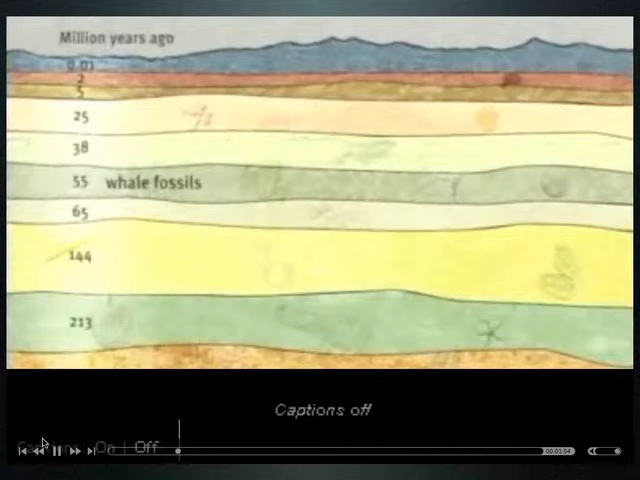 Million years ago
0.01
2
5
25
38
55 whale fossils
65
144
213
Captions off
Captions: On | Off
00:01:04